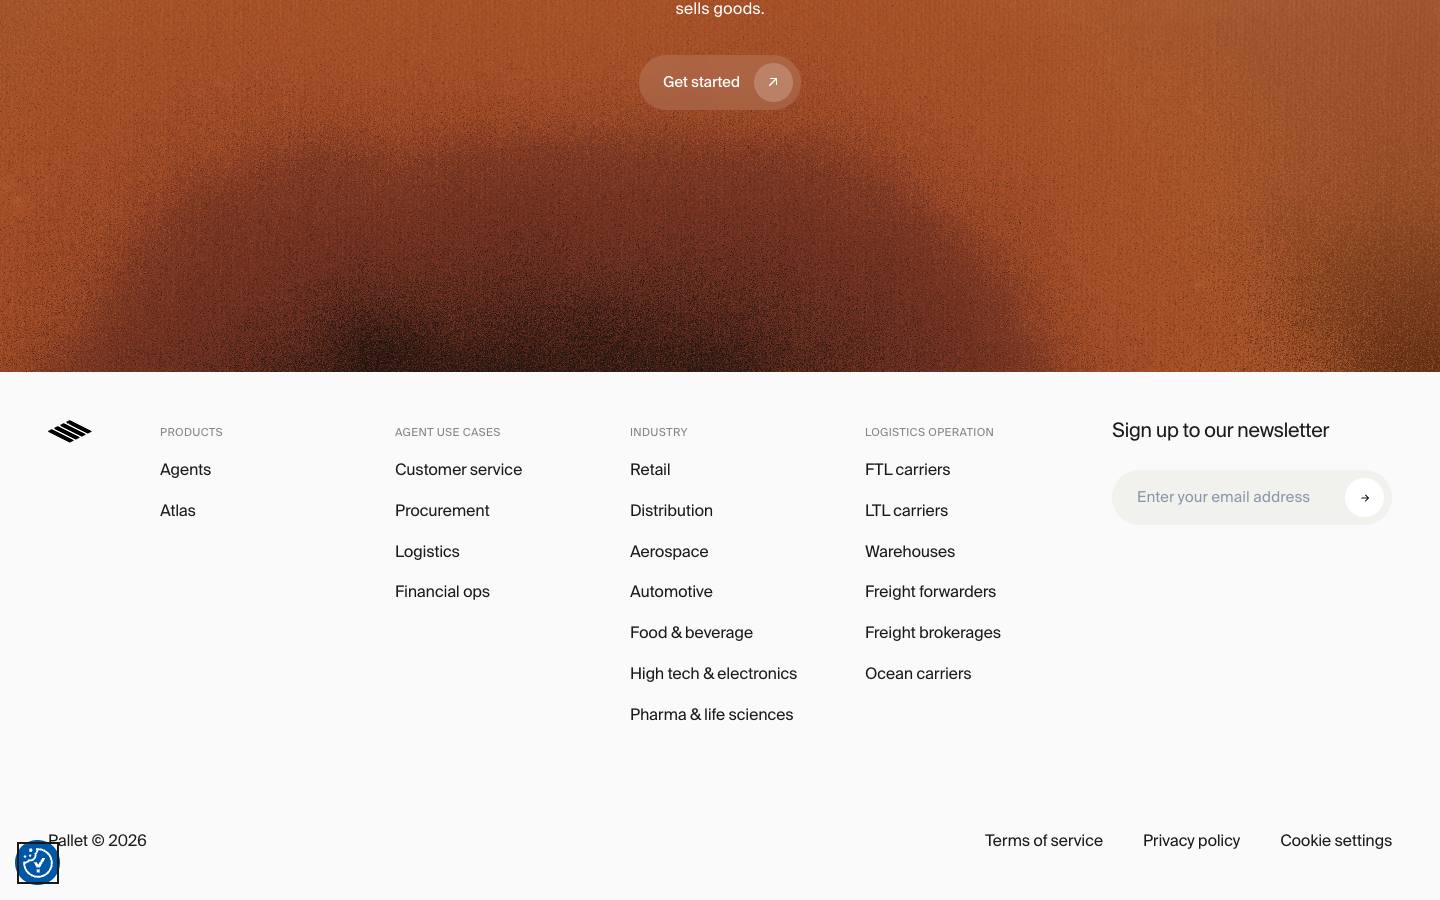 sells goods.
Get started
PRODUCTS
Agents
Atlas
AGENT USE CASES
Customer service
Procurement
Logistics
Financial ops
INDUSTRY
Retail
Distribution
Aerospace
Automotive
Food & beverage
High tech & electronics
Pharma & life sciences
LOGISTICS OPERATION
FTL carriers
LTL carriers
Warehouses
Freight forwarders
Freight brokerages
Ocean carriers
Sign up to our newsletter
Enter your email address
Pallet © 2026
Terms of service
Privacy policy
Cookie settings